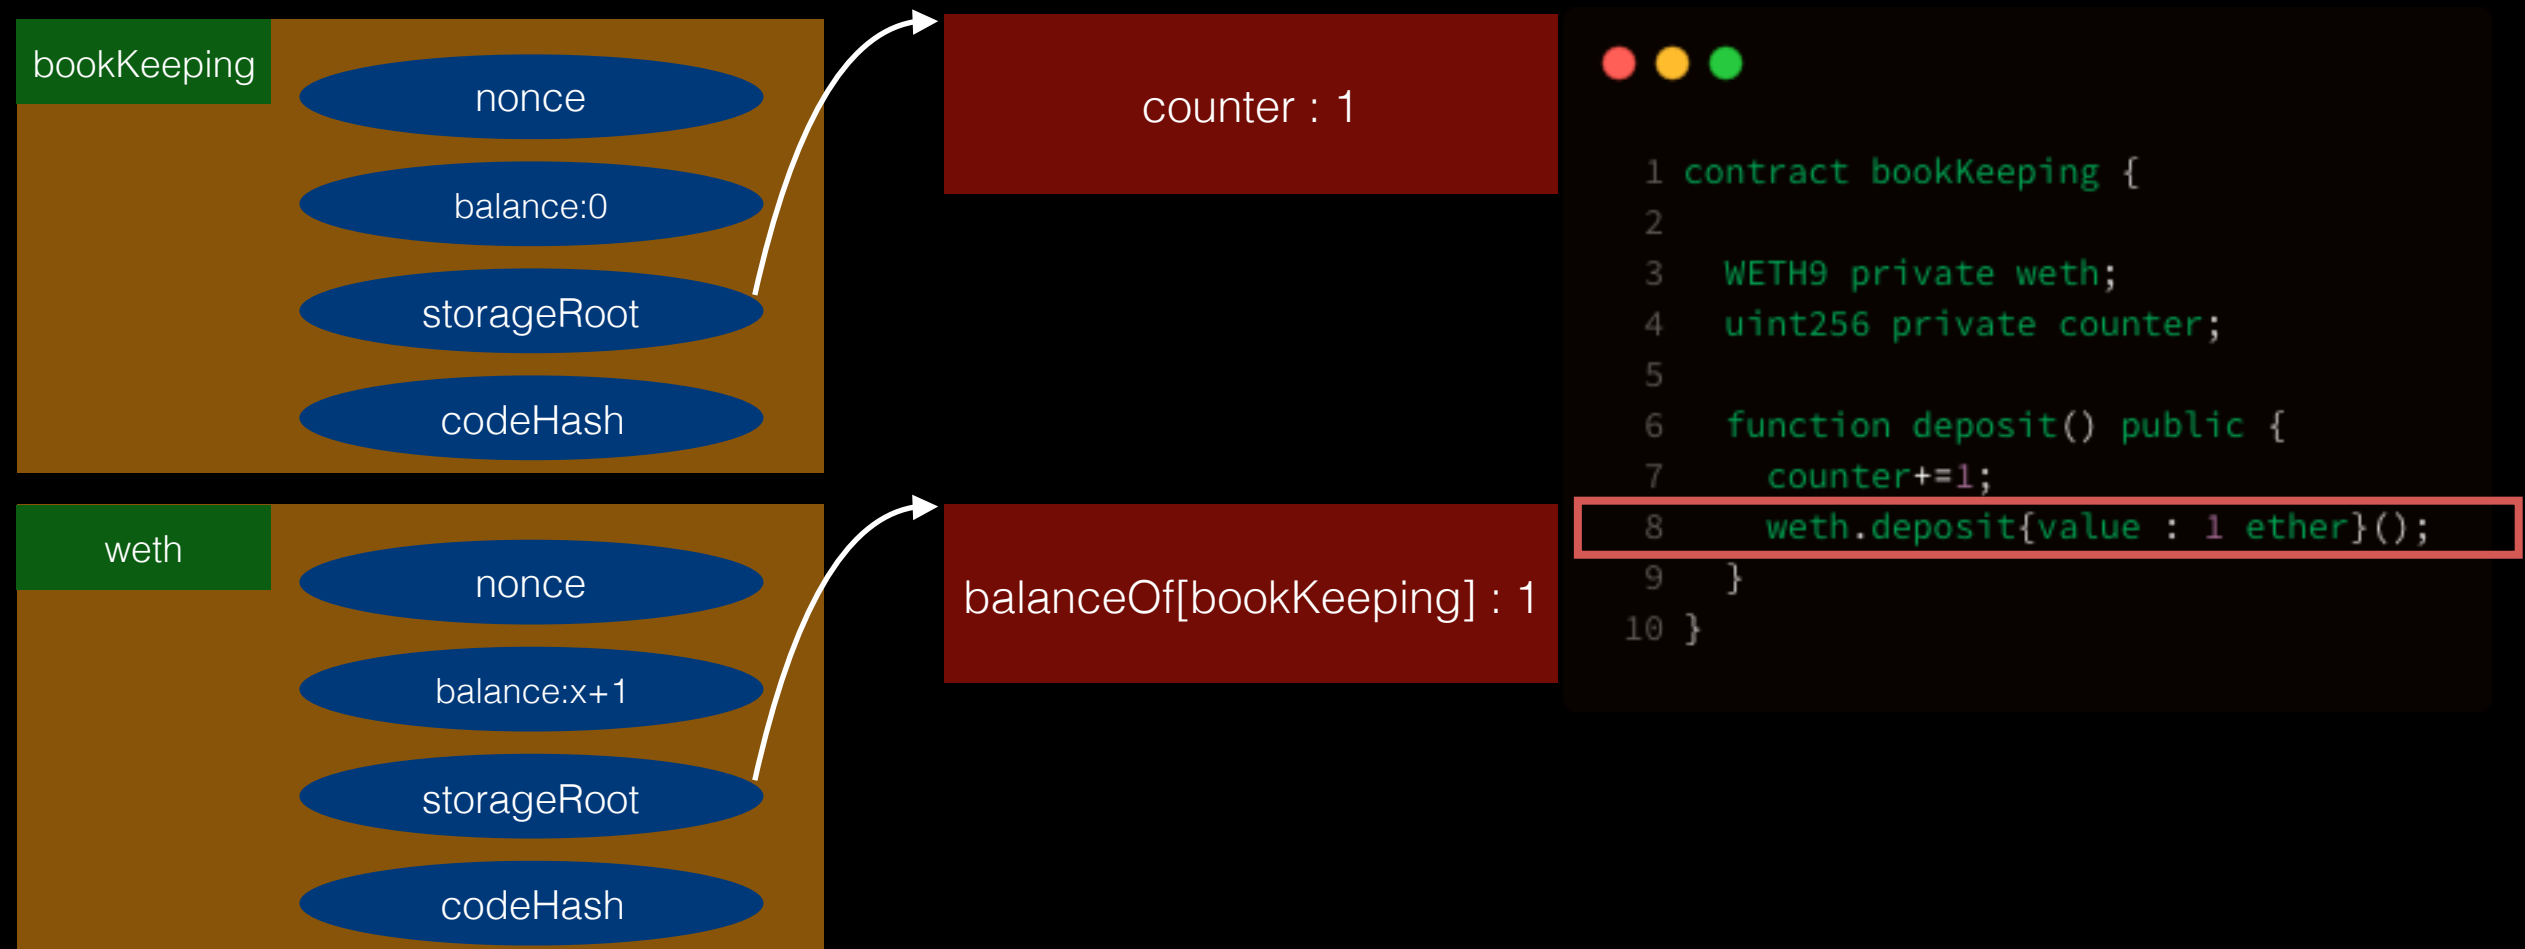 bookKeeping
nonce
balance:0
storageRoot
codeHash
counter : 1
weth
nonce
balance:x+1
storageRoot
codeHash
balanceOf[bookKeeping] : 1
1 contract bookKeeping {
2
3 WETH9 private weth;
4 uint256 private counter;
5
6 function deposit() public {
7 counter+=1;
8 weth.deposit{value : 1 ether}();
9 }
10 }